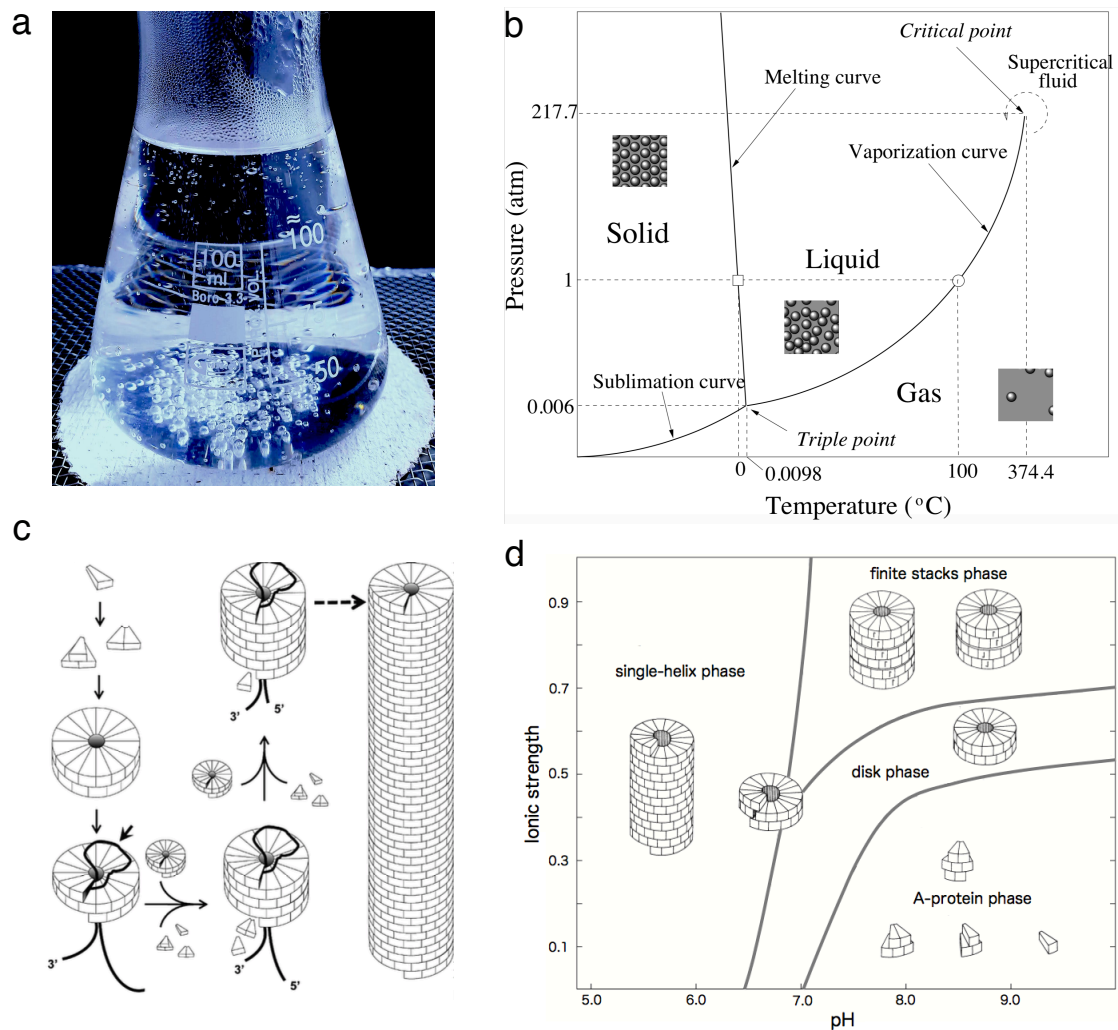 a
≈
100
100
ml
Boro 3.3
50
b
Critical point
Supercritical
fluid
Melting curve
217.7
Vaporization curve
Solid
Pressure (atm)
Liquid
1
Sublimation curve
Gas
0.006
Triple point
0
0.0098
100
374.4
Temperature (°C)
c
3’
5’
3’
3’
5’
d
finite stacks phase
0.9
single-helix phase
0.7
Ionic strength
disk phase
0.5
0.3
A-protein phase
0.1
5.0
6.0
7.0
8.0
9.0
pH